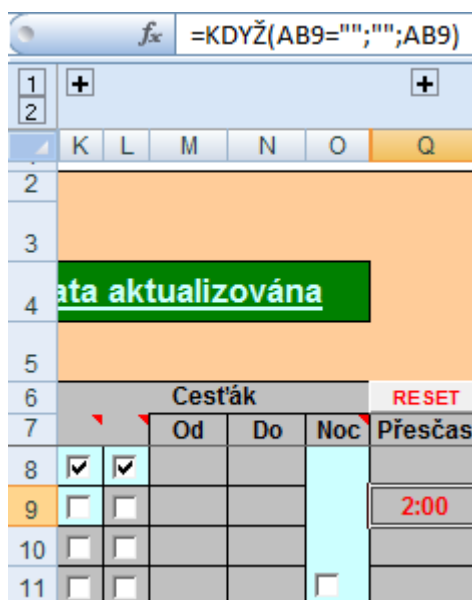 fx =KDYŽ(AB9="";"";AB9)
1
2
K L M N O Q
2
3
4 ata aktualizována
5
6 Cesťák RESET
7 Od Do Noc Přesčas
8
9 2:00
10
11